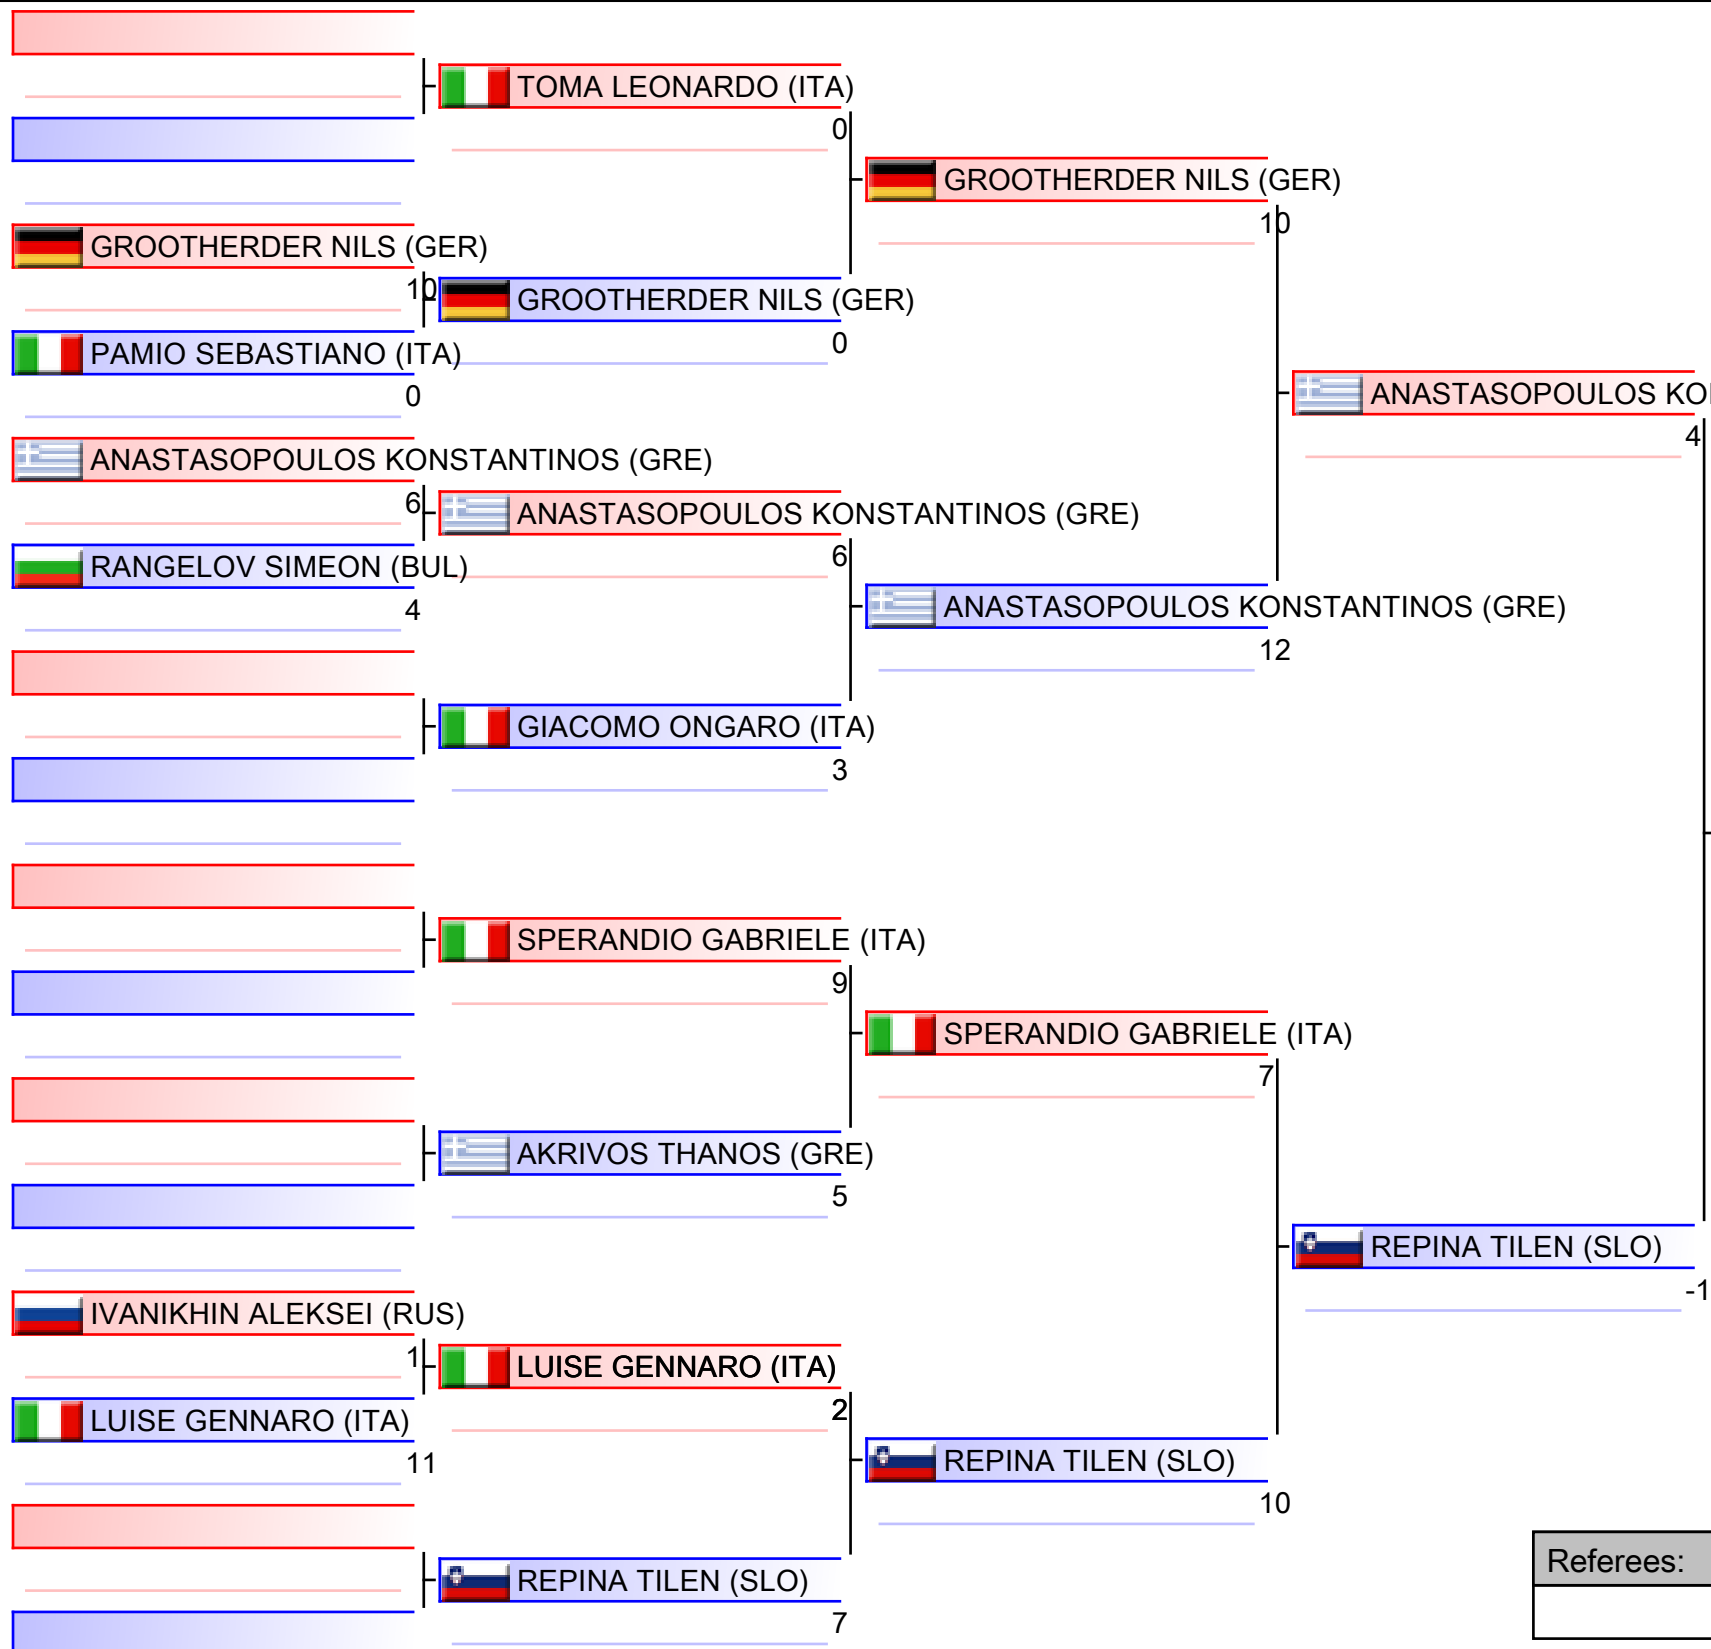 TOMA LEONARDO (ITA)
0
GROOTHERDER NILS (GER)
10
GROOTHERDER NILS (GER)
10
GROOTHERDER NILS (GER)
0
PAMIO SEBASTIANO (ITA)
0
ANASTASOPOULOS KO
4
ANASTASOPOULOS KONSTANTINOS (GRE)
6
ANASTASOPOULOS KONSTANTINOS (GRE)
6
RANGELOV SIMEON (BUL)
4
ANASTASOPOULOS KONSTANTINOS (GRE)
12
GIACOMO ONGARO (ITA)
3
SPERANDIO GABRIELE (ITA)
9
SPERANDIO GABRIELE (ITA)
7
AKRIVOS THANOS (GRE)
5
REPINA TILEN (SLO)
-1
IVANIKHIN ALEKSEI (RUS)
1
LUISE GENNARO (ITA)
2
LUISE GENNARO (ITA)
11
REPINA TILEN (SLO)
10
REPINA TILEN (SLO)
7
Referees: